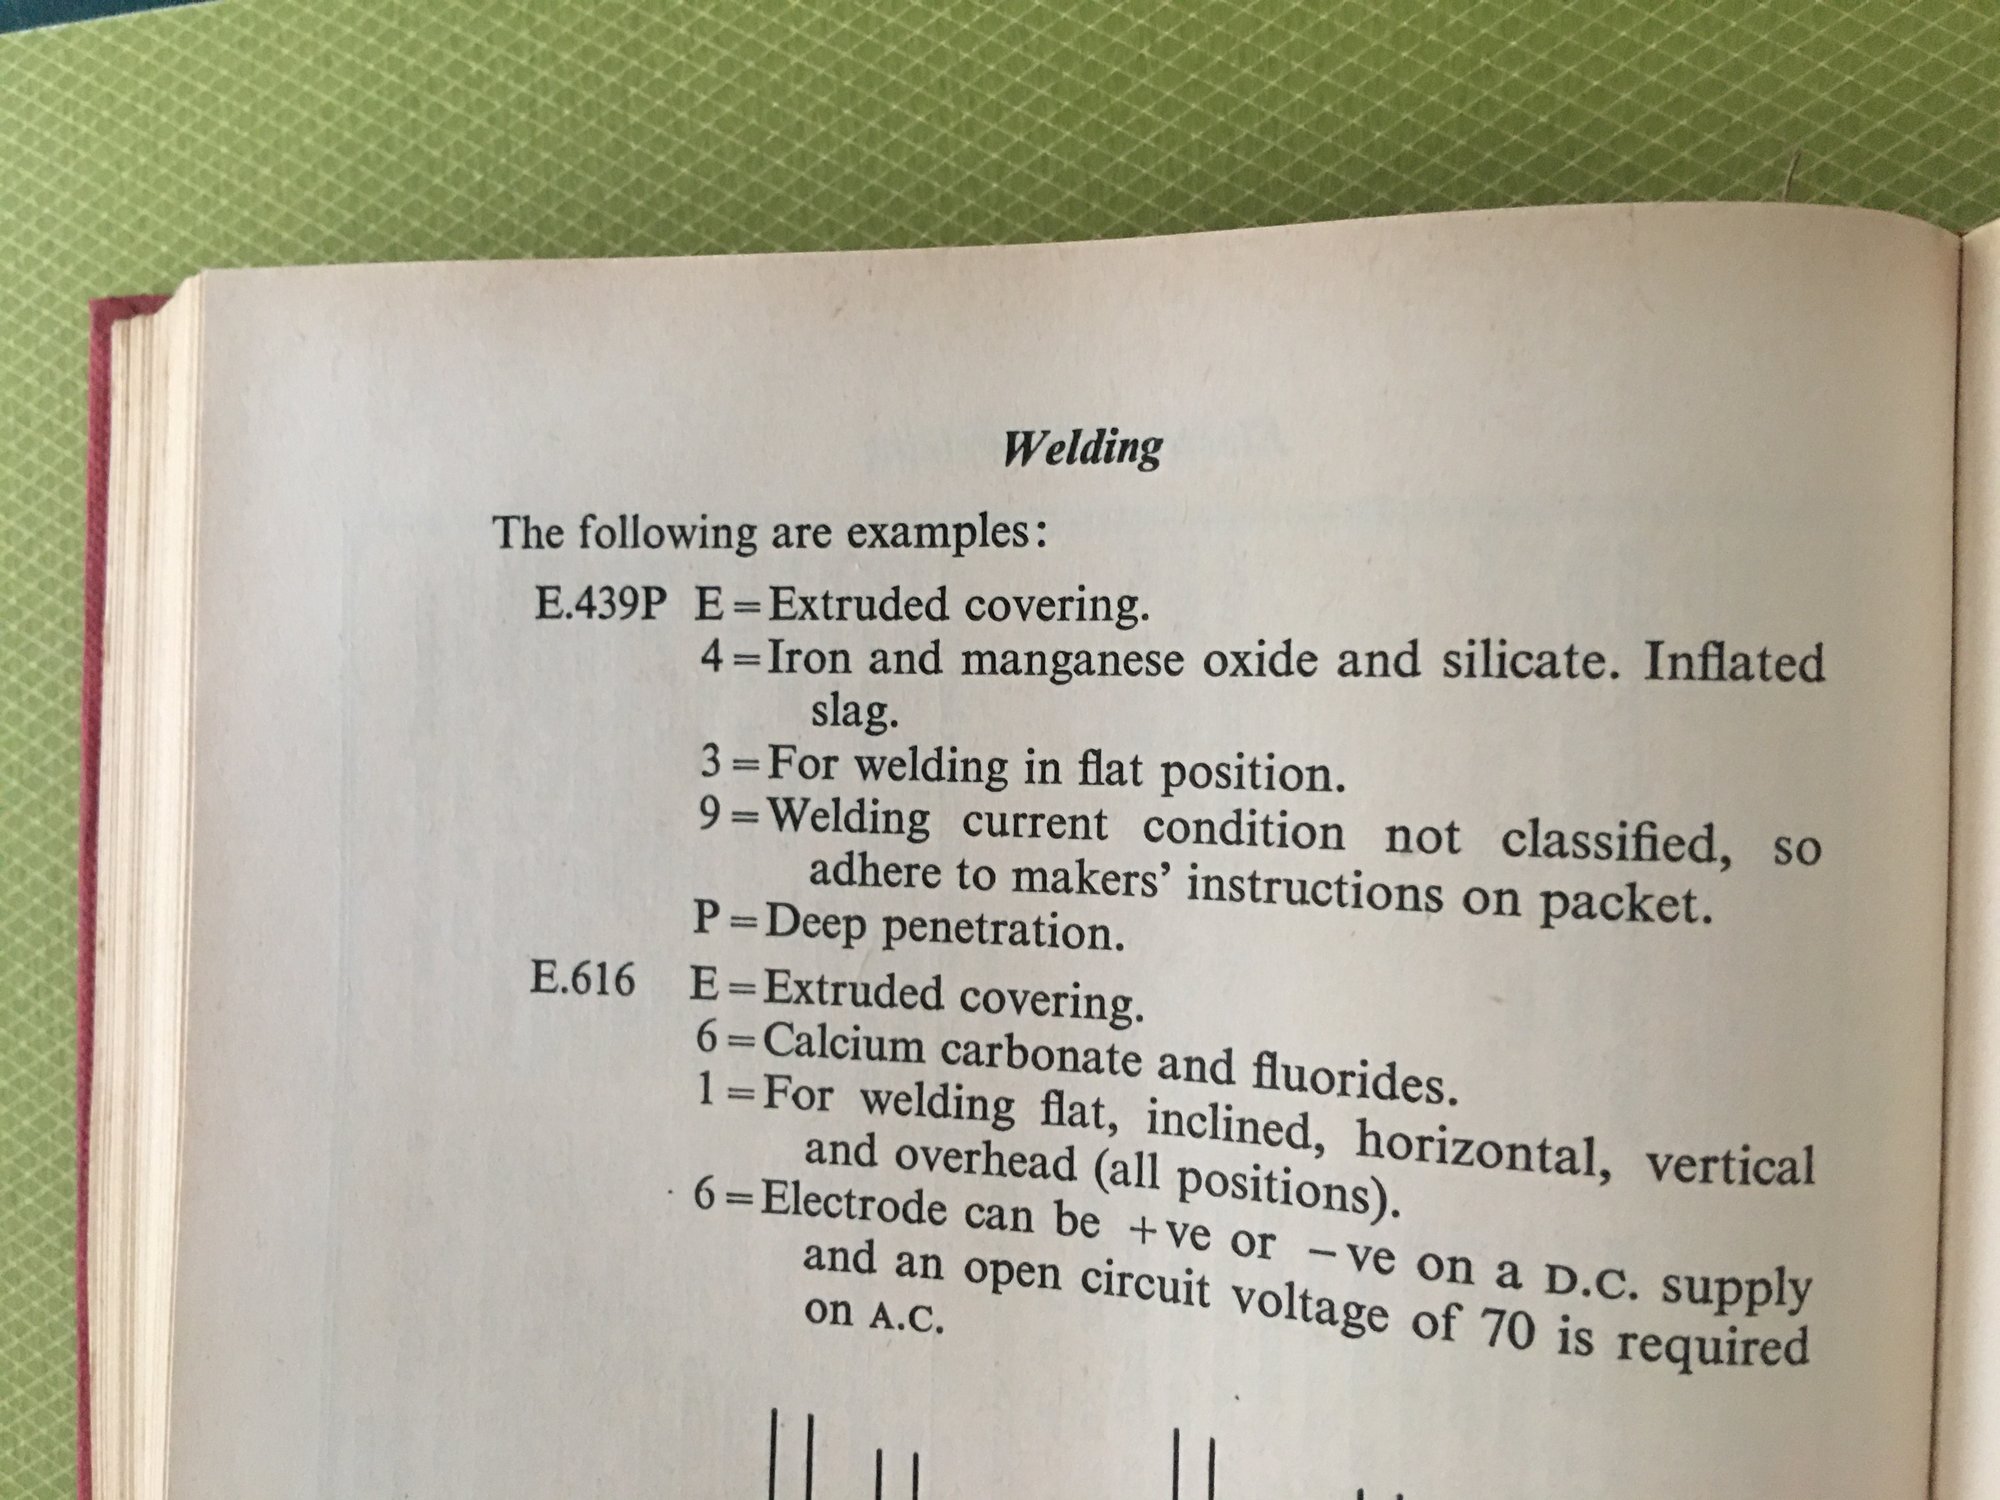 Welding
The following are examples:
E.439P E=Extruded covering.
4=Iron and manganese oxide and silicate. Inflated
slag.
3=For welding in flat position.
9=Welding current condition not classified, so
adhere to makers' instructions on packet.
P=Deep penetration.
E.616 E=Extruded covering.
6=Calcium carbonate and fluorides.
1=For welding flat, inclined, horizontal, vertical
and overhead (all positions).
6=Electrode can be +ve or −ve on a D.C. supply
and an open circuit voltage of 70 is required
on A.C.